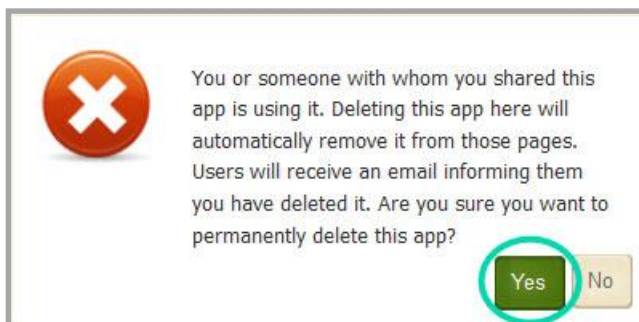 You or someone with whom you shared this
app is using it. Deleting this app here will
automatically remove it from those pages.
Users will receive an email informing them
you have deleted it. Are you sure you want to
permanently delete this app?
Yes No